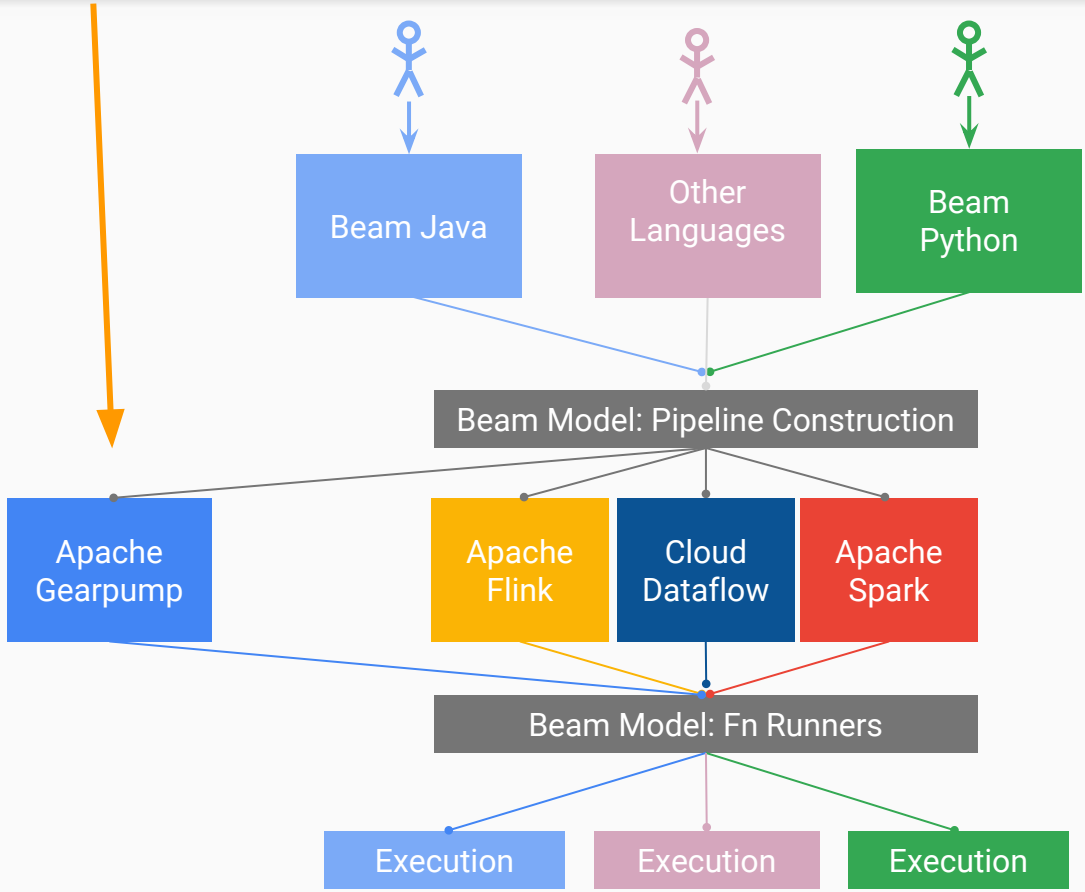 Beam Java
Other
Languages
Beam
Python
Beam Model: Pipeline Construction
Apache
Gearpump
Apache
Flink
Cloud
Dataflow
Apache
Spark
Beam Model: Fn Runners
Execution
Execution
Execution